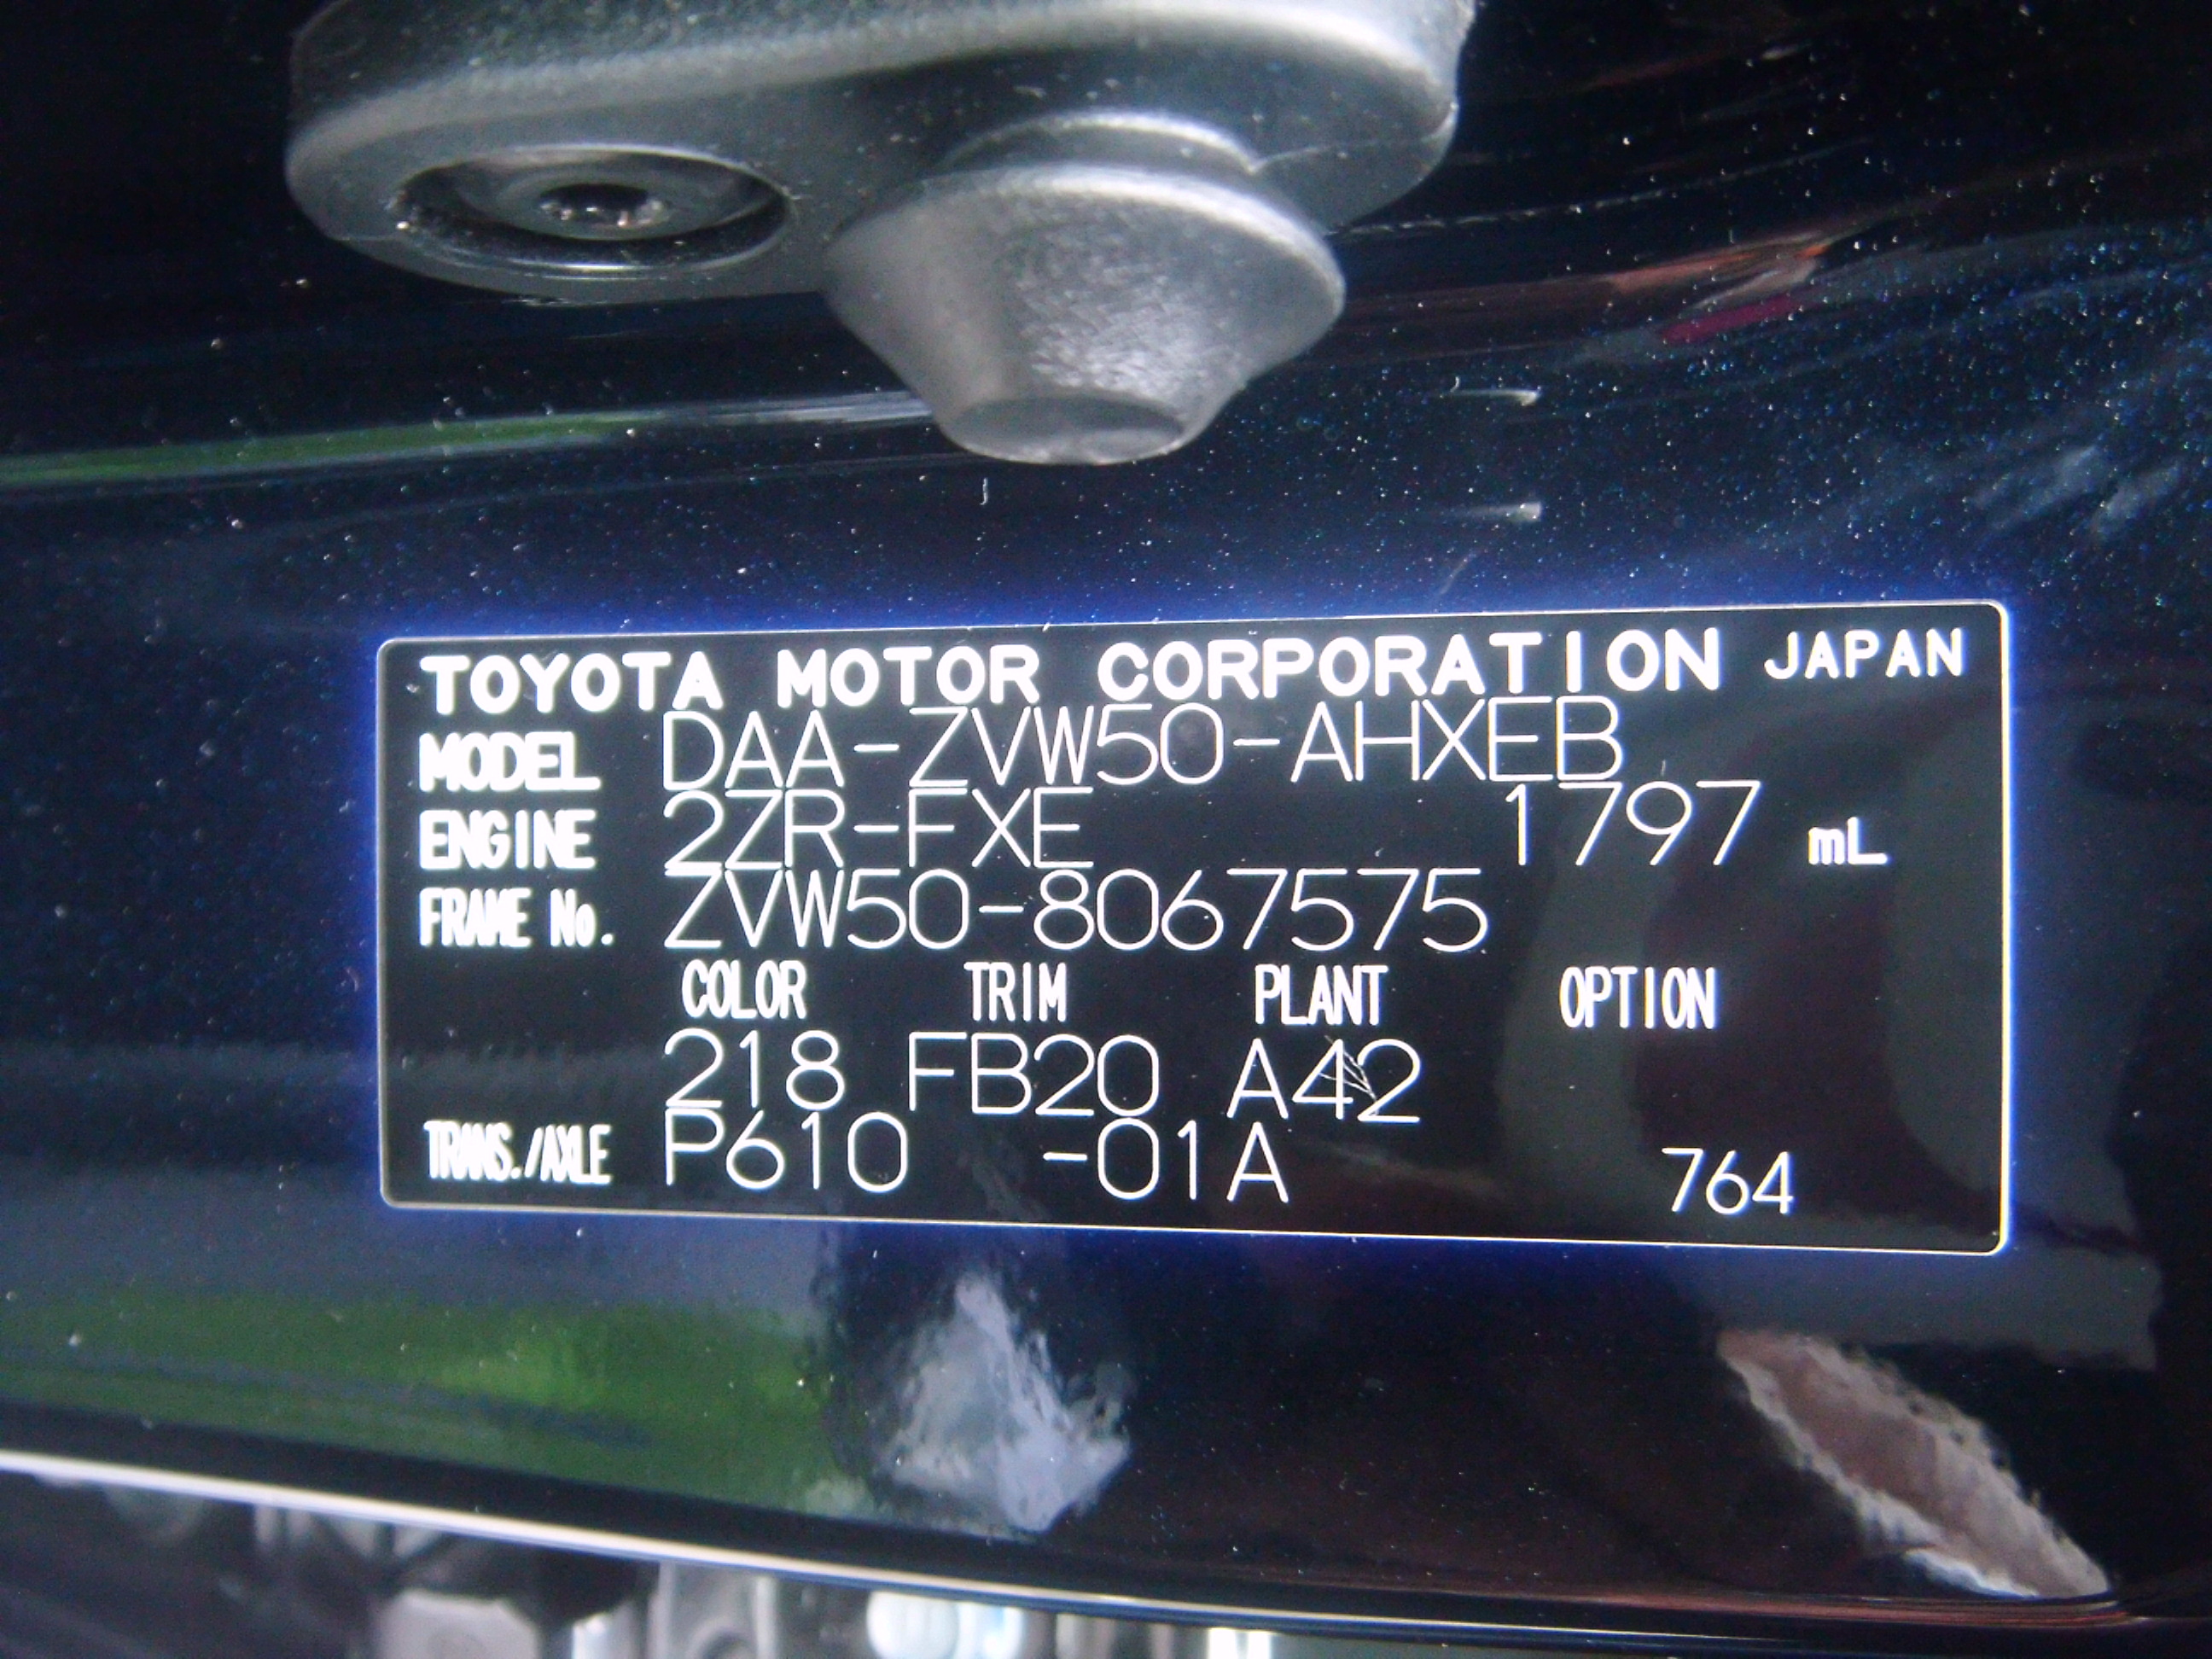 TOYOTA MOTOR CORPORATION JAPAN
MODEL DAA-ZVW50-AHXEB
ENGINE 2ZR-FXE 1797 mL
FRAME No. ZVW50-8067575
COLOR TRIM PLANT OPTION
218 FB20 A42
TRANS./AXLE P610 -01A 764